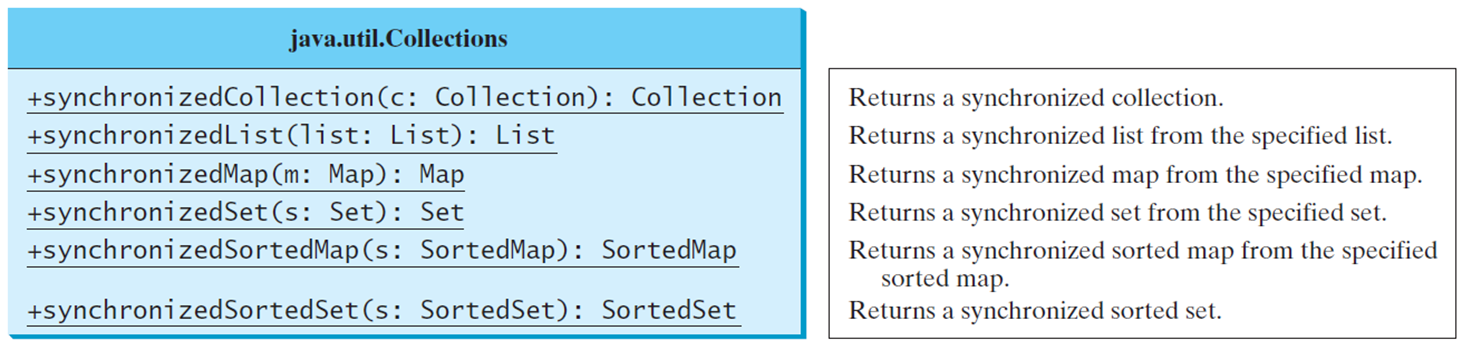 java.util.Collections
+synchronizedCollection(c: Collection): Collection
+synchronizedList(list: List): List
+synchronizedMap(m: Map): Map
+synchronizedSet(s: Set): Set
+synchronizedSortedMap(s: SortedMap): SortedMap
+synchronizedSortedSet(s: SortedSet): SortedSet
Returns a synchronized collection.
Returns a synchronized list from the specified list.
Returns a synchronized map from the specified map.
Returns a synchronized set from the specified set.
Returns a synchronized sorted map from the specified
sorted map.
Returns a synchronized sorted set.